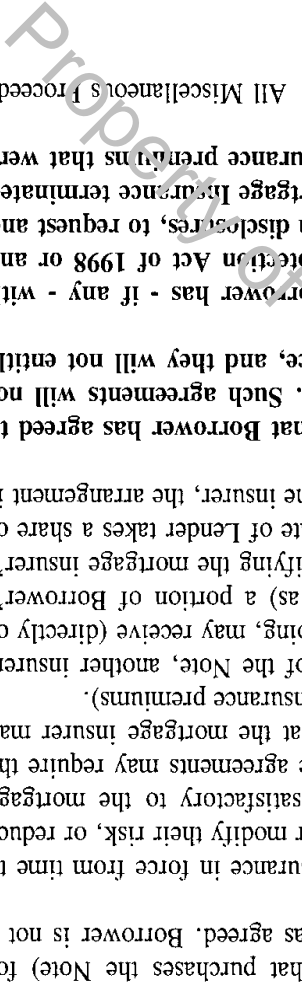 hat purchases the Note) fo
as agreed. Borrower is not
surance in force from time t
r modify their risk, or reduc
satisfactory to the mortgag
e agreements may require th
at the mortgage insurer ma
nsurance premiums).
of the Note, another insurer
oing, may receive (directly o
as) a portion of Borrower'
ifying the mortgage insurer'
te of Lender takes a share o
he insurer, the arrangement i
hat Borrower has agreed t
. Such agreements will no
ce, and they will not entitl
rrower has - if any - wit
otection Act of 1998 or an
n disclosures, to request an
rtgage Insurance terminate
urance premiums that wer
All Miscellaneous Proceed
Property of